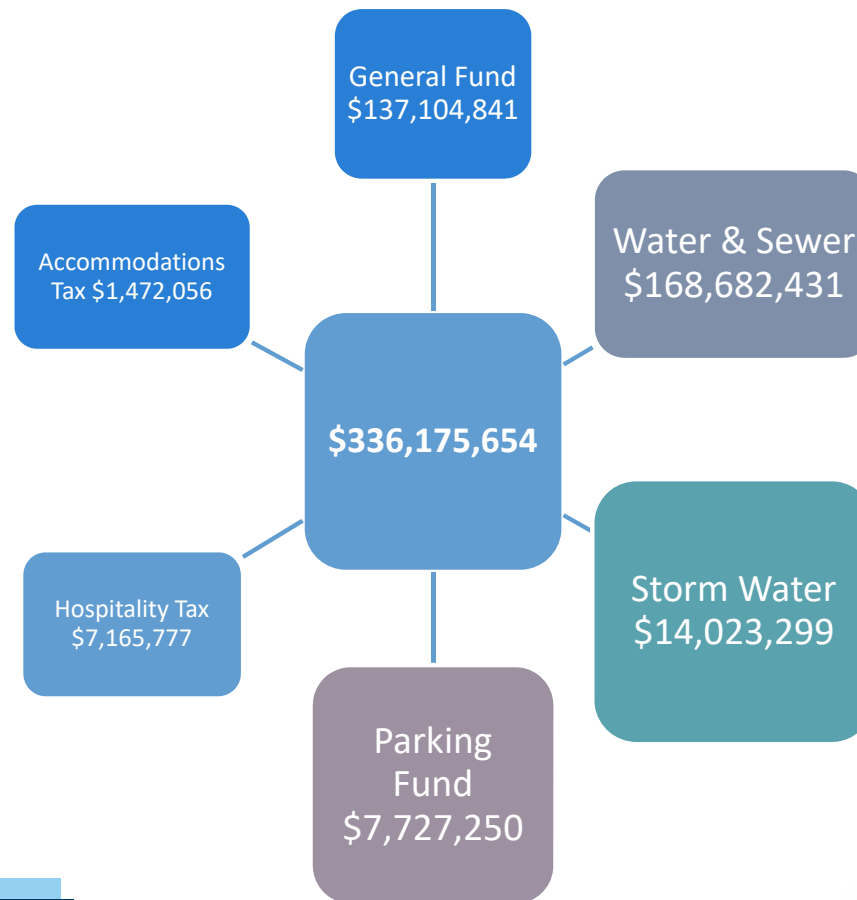 General Fund
$137,104,841
Water & Sewer
$168,682,431
Accommodations
Tax $1,472,056
$336,175,654
Storm Water
$14,023,299
Hospitality Tax
$7,165,777
Parking
Fund
$7,727,250